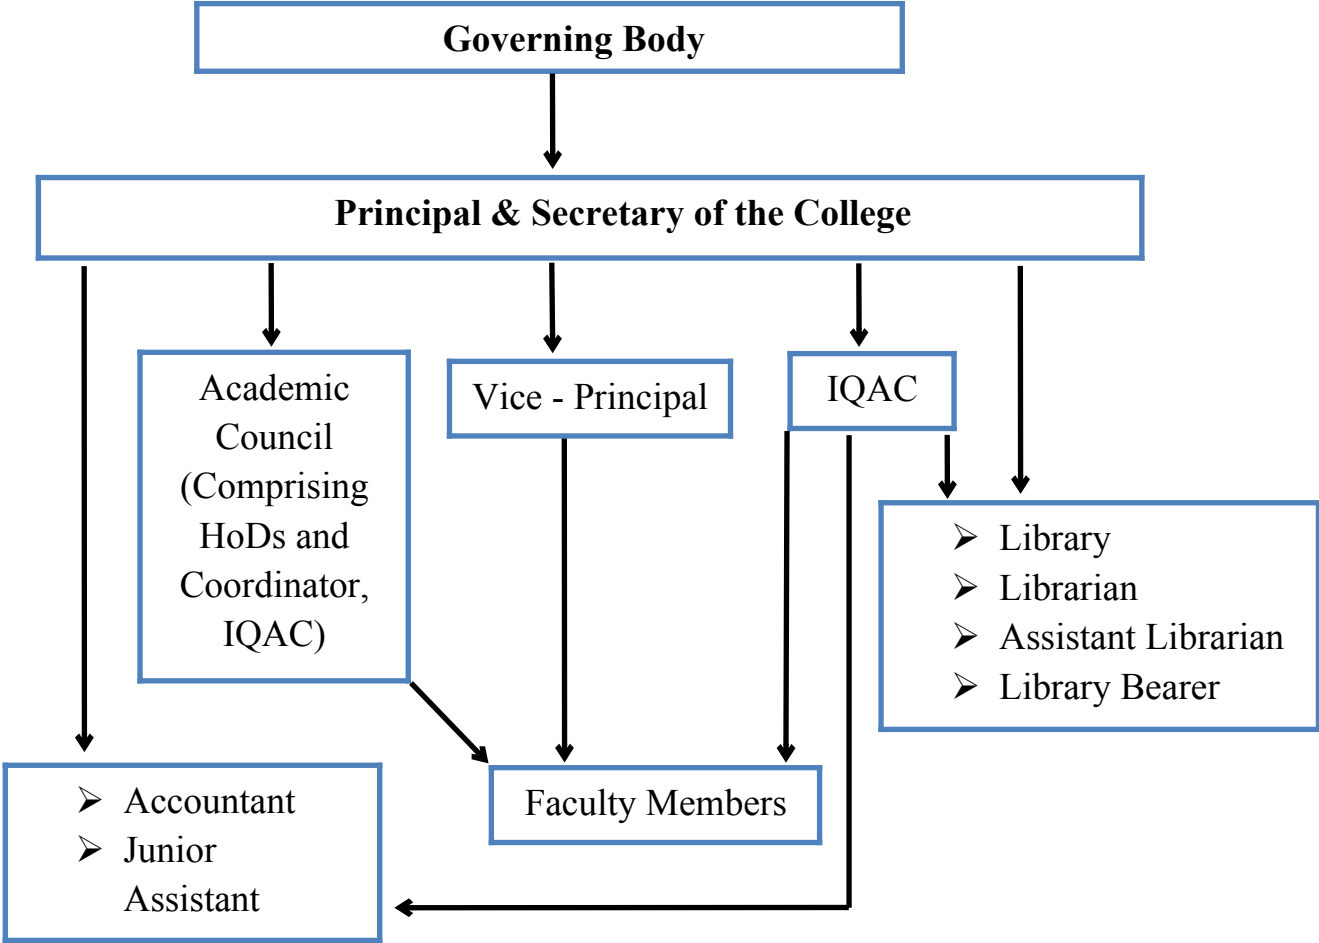 Governing Body
Principal & Secretary of the College
Academic
Council
(Comprising
HoDs and
Coordinator,
IQAC)
Vice - Principal
IQAC
➢ Library
➢ Librarian
➢ Assistant Librarian
➢ Library Bearer
➢ Accountant
➢ Junior
Assistant
Faculty Members